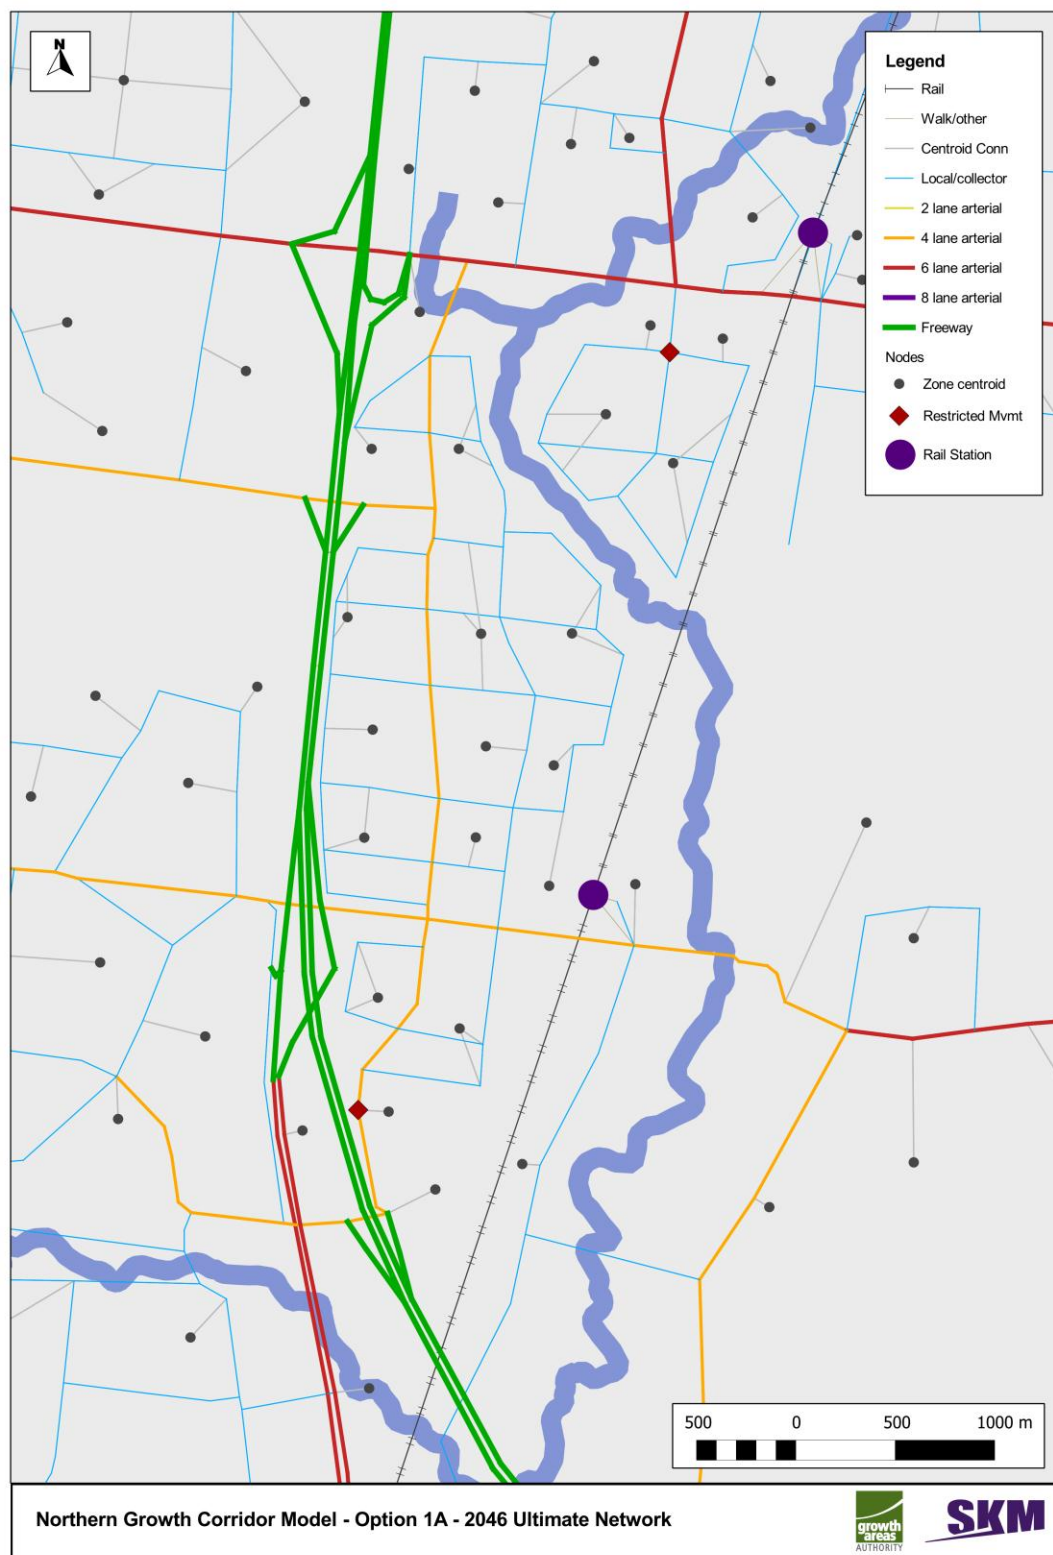 N
Legend
Rail
Walk/other
Centroid Conn
Local/collector
2 lane arterial
4 lane arterial
6 lane arterial
8 lane arterial
Freeway
Nodes
Zone centroid
Restricted Mvmt
Rail Station
500 0 500 1000 m
Northern Growth Corridor Model - Option 1A - 2046 Ultimate Network
growth
areas
AUTHORITY
SKM